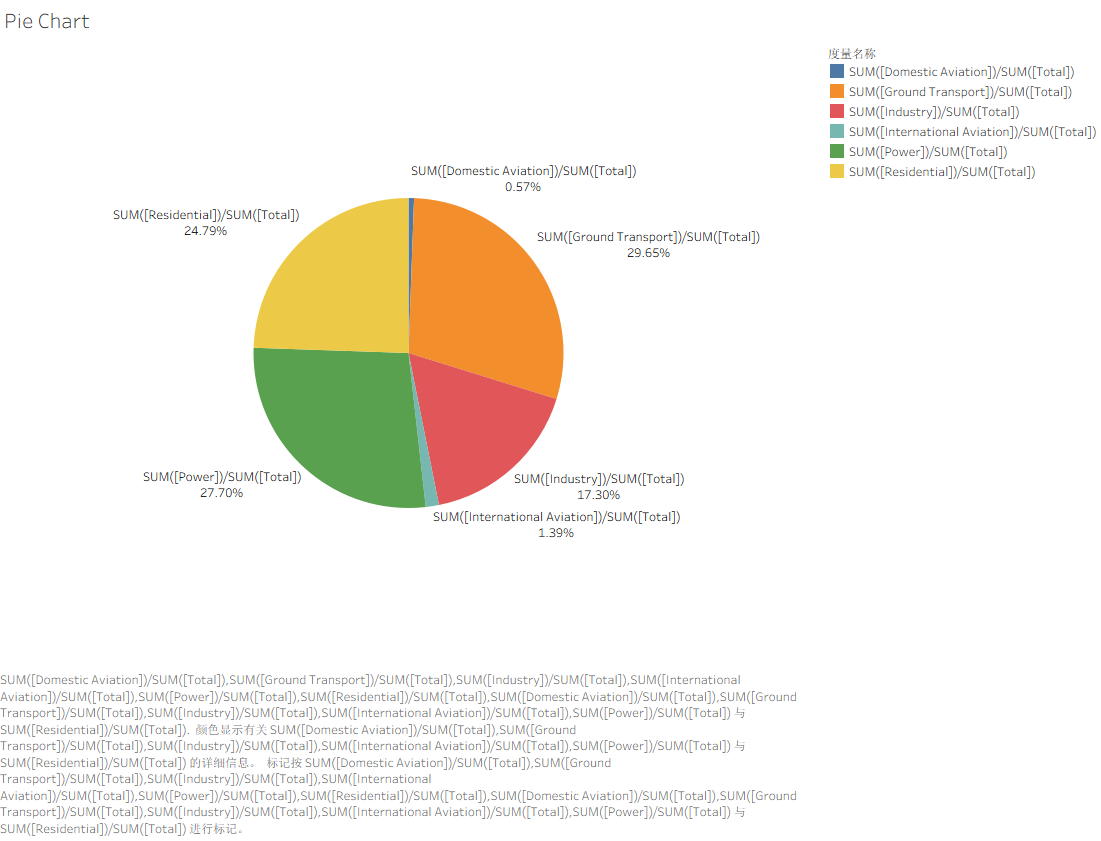 Pie Chart
度量名称
SUM([Domestic Aviation])/SUM([Total])
SUM([Ground Transport])/SUM([Total])
SUM([Industry])/SUM([Total])
SUM([International Aviation])/SUM([Total])
SUM([Power])/SUM([Total])
SUM([Residential])/SUM([Total])
SUM([Domestic Aviation])/SUM([Total])
0.57%
SUM([Residential])/SUM([Total])
24.79%
SUM([Ground Transport])/SUM([Total])
29.65%
SUM([Power])/SUM([Total])
27.70%
SUM([Industry])/SUM([Total])
17.30%
SUM([International Aviation])/SUM([Total])
1.39%
SUM([Domestic Aviation])/SUM([Total]),SUM([Ground Transport])/SUM([Total]),SUM([Industry])/SUM([Total]),SUM([International
Aviation])/SUM([Total]),SUM([Power])/SUM([Total]),SUM([Residential])/SUM([Total]),SUM([Domestic Aviation])/SUM([Total]),SUM([Ground
Transport])/SUM([Total]),SUM([Industry])/SUM([Total]),SUM([International Aviation])/SUM([Total]),SUM([Power])/SUM([Total]) 与
SUM([Residential])/SUM([Total]). 颜色显示有关 SUM([Domestic Aviation])/SUM([Total]),SUM([Ground
Transport])/SUM([Total]),SUM([Industry])/SUM([Total]),SUM([International Aviation])/SUM([Total]),SUM([Power])/SUM([Total]) 与
SUM([Residential])/SUM([Total]) 的详细信息。 标记按 SUM([Domestic Aviation])/SUM([Total]),SUM([Ground
Transport])/SUM([Total]),SUM([Industry])/SUM([Total]),SUM([International
Aviation])/SUM([Total]),SUM([Power])/SUM([Total]),SUM([Residential])/SUM([Total]),SUM([Domestic Aviation])/SUM([Total]),SUM([Ground
Transport])/SUM([Total]),SUM([Industry])/SUM([Total]),SUM([International Aviation])/SUM([Total]),SUM([Power])/SUM([Total]) 与
SUM([Residential])/SUM([Total]) 进行标记。